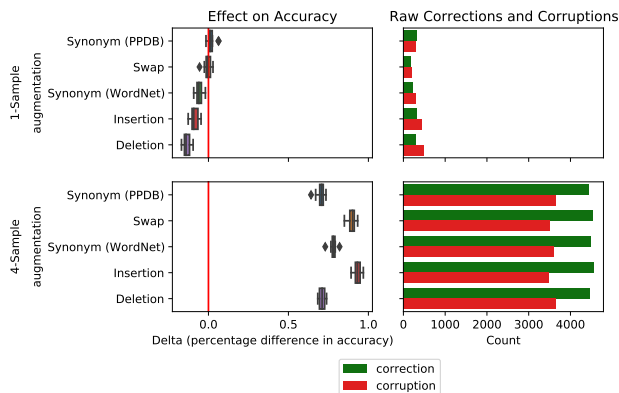 Effect on Accuracy
Raw Corrections and Corruptions
1-Sample
augmentation
Synonym (PPDB)
Swap
Synonym (WordNet)
Insertion
Deletion
4-Sample
augmentation
Synonym (PPDB)
Swap
Synonym (WordNet)
Insertion
Deletion
0.0 0.5 1.0
Delta (percentage difference in accuracy)
0 1000 2000 3000 4000
Count
correction
corruption